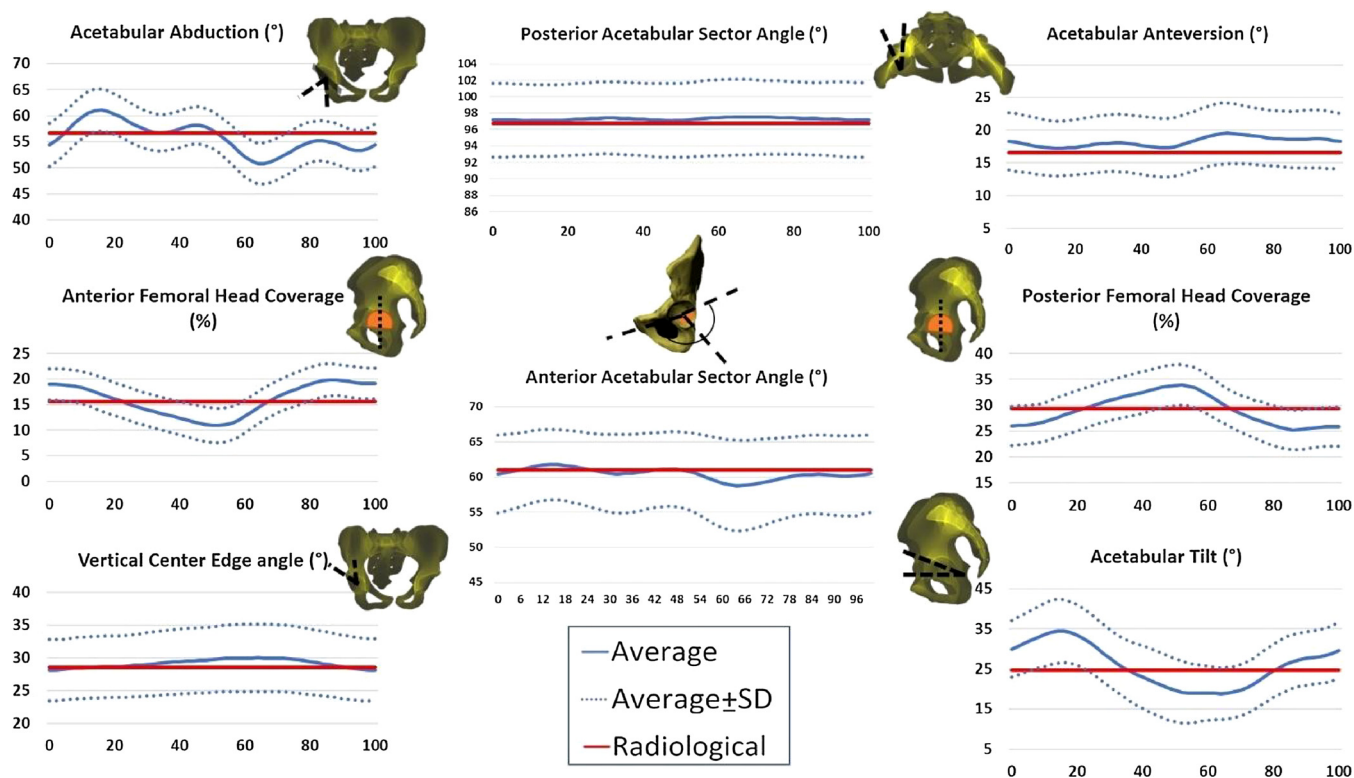 Acetabular Abduction (°)
70
65
60
55
50
45
40
0 20 40 60 80 100
Posterior Acetabular Sector Angle (°)
104
102
100
98
96
94
92
90
88
86
0 20 40 60 80 100
Acetabular Anteversion (°)
25
20
15
10
5
0 20 40 60 80 100
Anterior Femoral Head Coverage
(%)
25
20
15
10
5
0
0 20 40 60 80 100
Anterior Acetabular Sector Angle (°)
70
65
60
55
50
45
0 6 12 18 24 30 36 42 48 54 60 66 72 78 84 90 96
Posterior Femoral Head Coverage
(%)
40
35
30
25
20
15
0 20 40 60 80 100
Vertical Center Edge angle (°)
40
35
30
25
20
0 20 40 60 80 100
Average
Average±SD
Radiological
Acetabular Tilt (°)
45
35
25
15
5
0 20 40 60 80 100